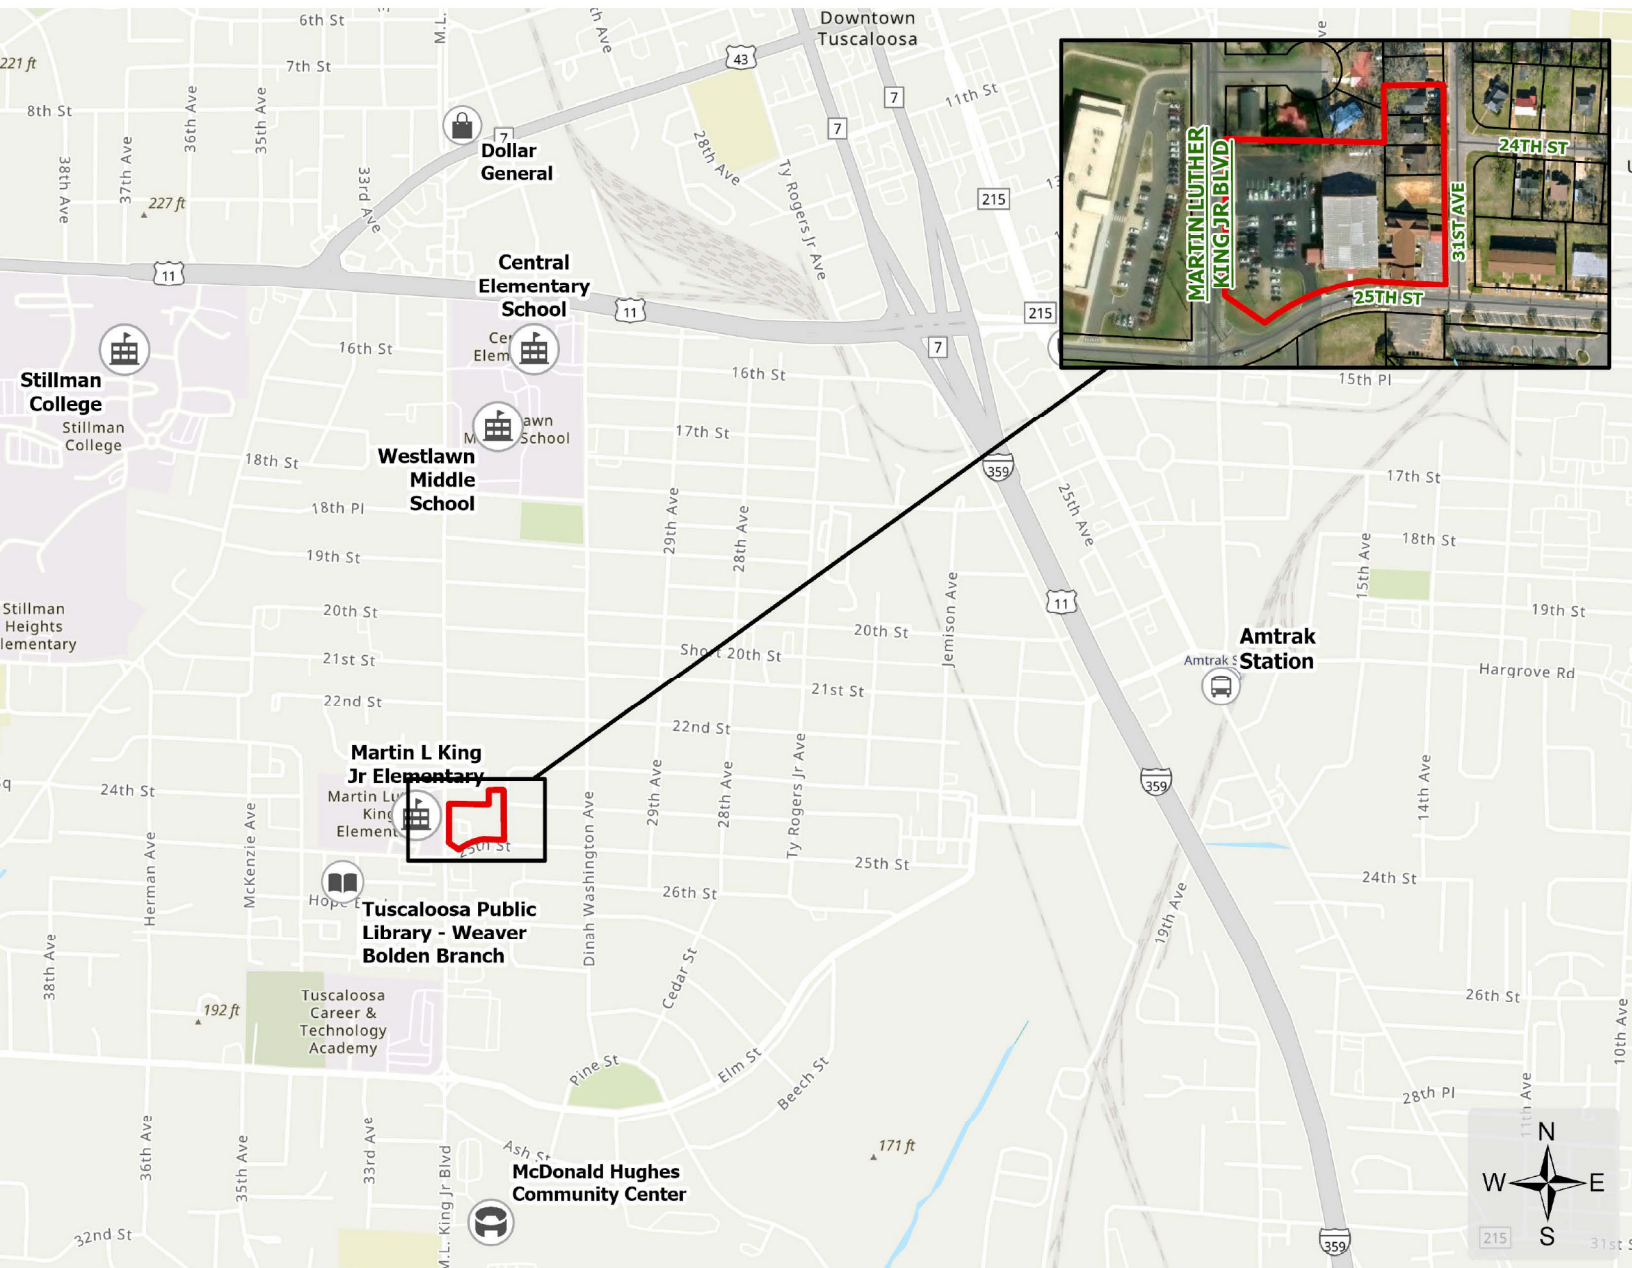 6th St
M.L.
Downtown
Tuscaloosa
221 ft
7th St
43
8th St
36th Ave
35th Ave
7
7
11th St
7
Dollar
General
38th Ave
37th Ave
33rd Ave
28th Ave
Ty Rogers Jr Ave
227 ft
215
MARTIN LUTHER
KING JR BLVD
24TH ST
31ST AVE
25TH ST
11
Central
Elementary
School
11
215
7
16th St
16th St
15th Pl
Stillman
College
Stillman
College
Westlawn
Middle
School
17th St
18th St
359
17th St
18th Pl
29th Ave
28th Ave
25th Ave
18th St
19th St
15th Ave
Stillman
Heights
20th St
Jemison Ave
11
19th St
20th St
21st St
Short 20th St
Amtrak
Station
Amtrak
Hargrove Rd
22nd St
21st St
22nd St
Martin L King
Jr Elementary
24th St
29th Ave
28th Ave
Ty Rogers Jr Ave
359
14th Ave
Herman Ave
McKenzie Ave
25th St
Dinah Washington Ave
25th St
26th St
24th St
Tuscaloosa Public
Library - Weaver
Bolden Branch
19th Ave
38th Ave
Cedar St
192 ft
Tuscaloosa
Career &
Technology
Academy
26th St
10th Ave
Pine St
Elm St
Beech St
28th Pl
11th Ave
36th Ave
35th Ave
33rd Ave
M.L. King Jr Blvd
Ash St
171 ft
McDonald Hughes
Community Center
N
W
E
S
32nd St
359
215
31st S